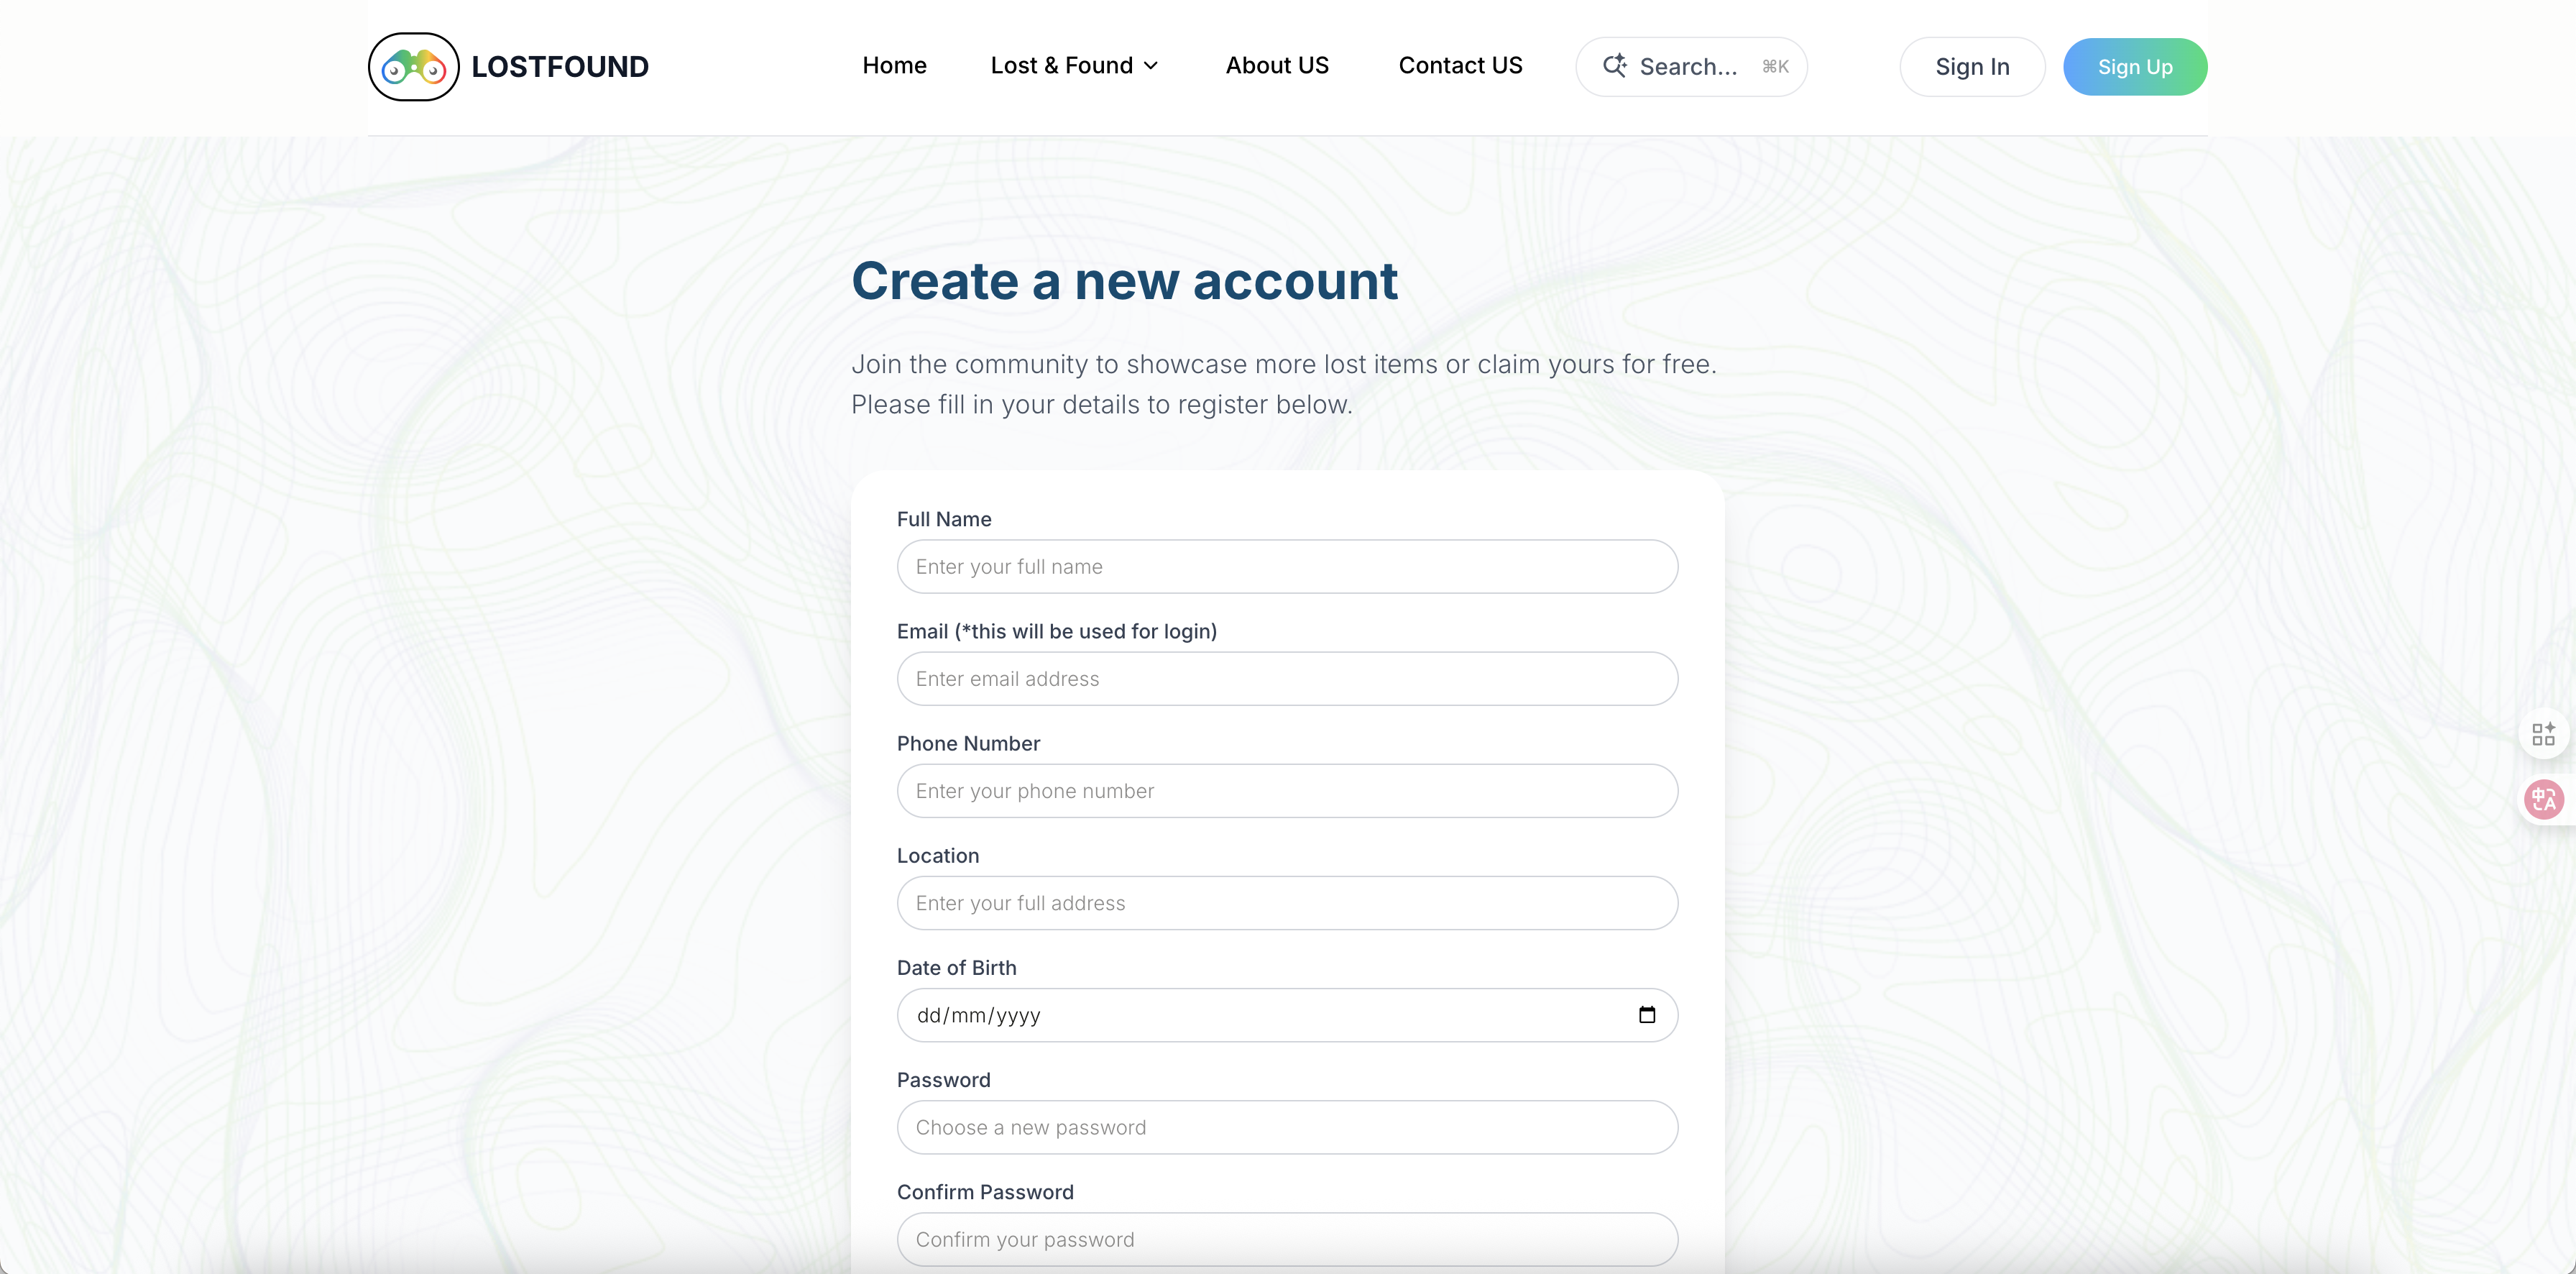 LOSTFOUND
Home
Lost & Found
About US
Contact US
Search...
⌘K
Sign In
Sign Up
Create a new account
Join the community to showcase more lost items or claim yours for free.
Please fill in your details to register below.
Full Name
Enter your full name
Email (*this will be used for login)
Enter email address
Phone Number
Enter your phone number
Location
Enter your full address
Date of Birth
dd/mm/yyyy
Password
Choose a new password
Confirm Password
Confirm your password
中A